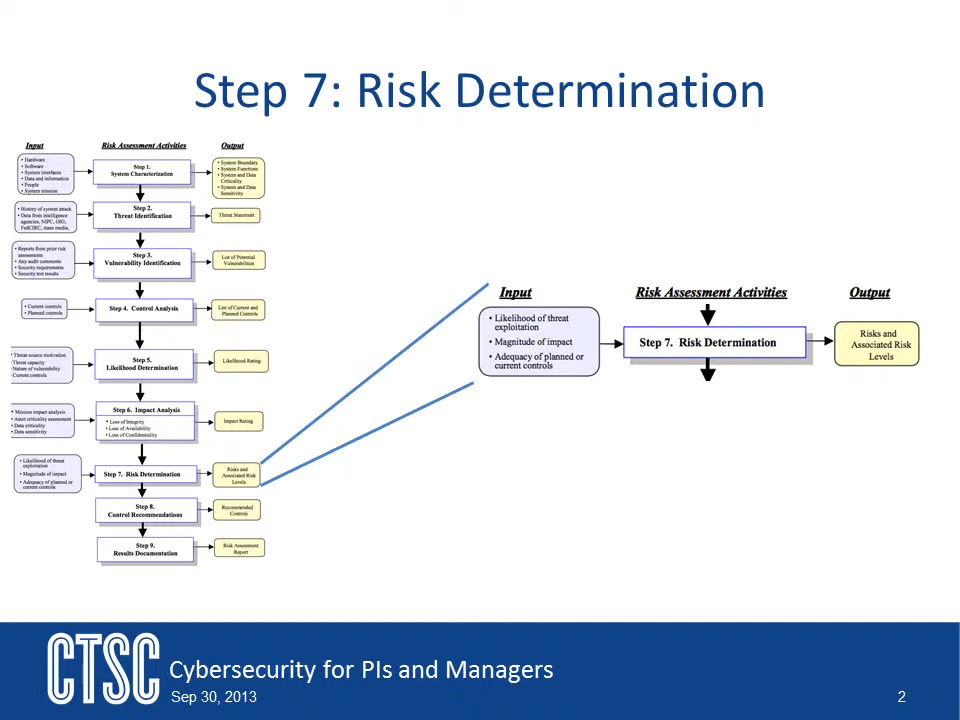 Step 7: Risk Determination
Input
Risk Assessment Activities
Output
• Hardware
• Software
• System interfaces
• Data and information
• People
• System mission
Step 1.
System Characterization
• System Boundary
• System Functions
• System and Data
Criticality
• System and Data
Sensitivity
• History of system attack
• Data from intelligence
agencies, NIPC, OIG,
FedCIRC, mass media,
Step 2.
Threat Identification
Threat Statement
• Reports from prior risk
assessments
• Any audit comments
• Security requirements
• Security test results
Step 3.
Vulnerability Identification
List of Potential
Vulnerabilities
• Current controls
• Planned controls
Step 4. Control Analysis
List of Current and
Planned Controls
• Threat-source motivation
• Threat capacity
• Nature of vulnerability
• Current controls
Step 5.
Likelihood Determination
Likelihood Rating
• Mission impact analysis
• Asset criticality assessment
• Data criticality
• Data sensitivity
Step 6. Impact Analysis
• Loss of Integrity
• Loss of Availability
• Loss of Confidentiality
Impact Rating
• Likelihood of threat
exploitation
• Magnitude of impact
• Adequacy of planned or
current controls
Step 7. Risk Determination
Risks and
Associated Risk
Levels
Step 8.
Control Recommendations
Recommended
Controls
Step 9.
Results Documentation
Risk Assessment
Report
Input
Risk Assessment Activities
Output
• Likelihood of threat
exploitation
• Magnitude of impact
• Adequacy of planned or
current controls
Step 7. Risk Determination
Risks and
Associated Risk
Levels
CTSC
Cybersecurity for PIs and Managers
Sep 30, 2013
2